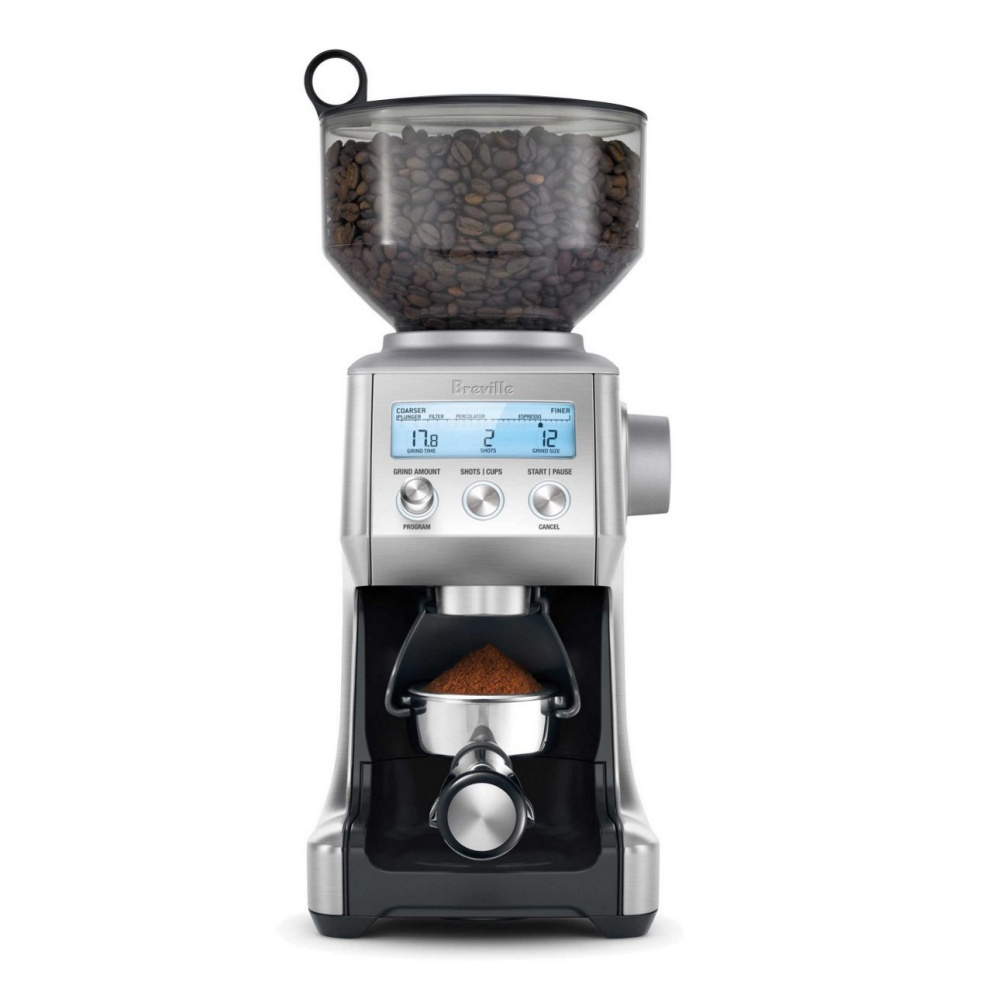 Breville
COARSER FINER
PLUNGER FILTER PERCOLATOR ESPRESSO
17.8 2 12
GRIND TIME SHOTS GRIND SIZE
GRIND AMOUNT SHOTS | CUPS START | PAUSE
PROGRAM CANCEL